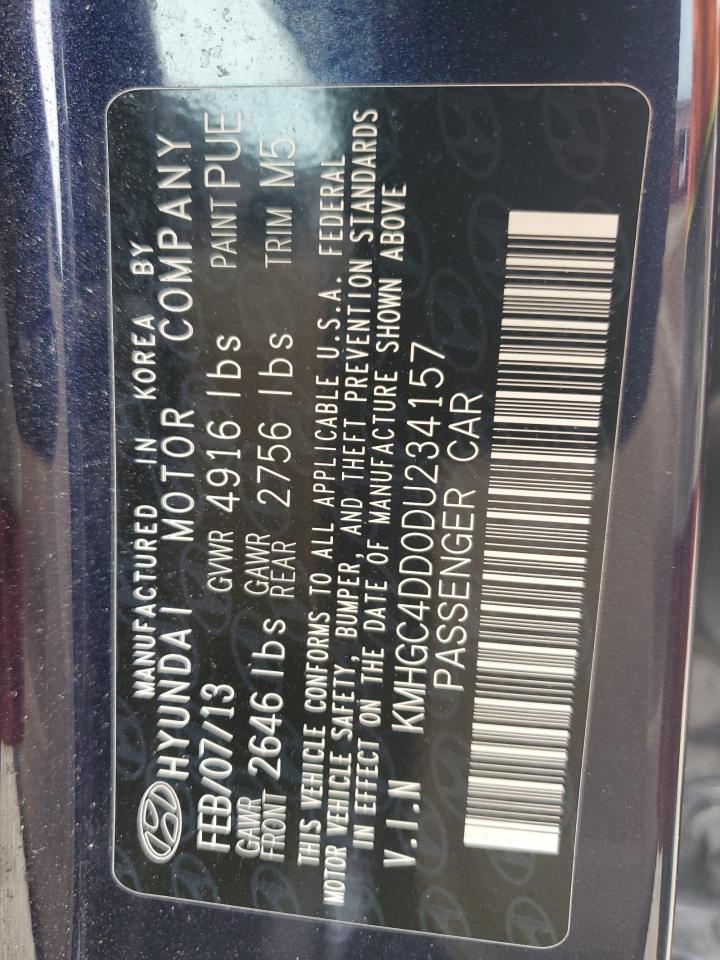 MANUFACTURED IN KOREA BY
HYUNDAI MOTOR COMPANY
FEB/07/13 GVWR 4916 lbs PAINT PUE
GAWR FRONT 2646 lbs GAWR REAR 2756 lbs TRIM M5
THIS VEHICLE CONFORMS TO ALL APPLICABLE U.S.A. FEDERAL
MOTOR VEHICLE SAFETY, BUMPER, AND THEFT PREVENTION STANDARDS
IN EFFECT ON THE DATE OF MANUFACTURE SHOWN ABOVE
V.I.N KMHGC4DD0DU234157
PASSENGER CAR